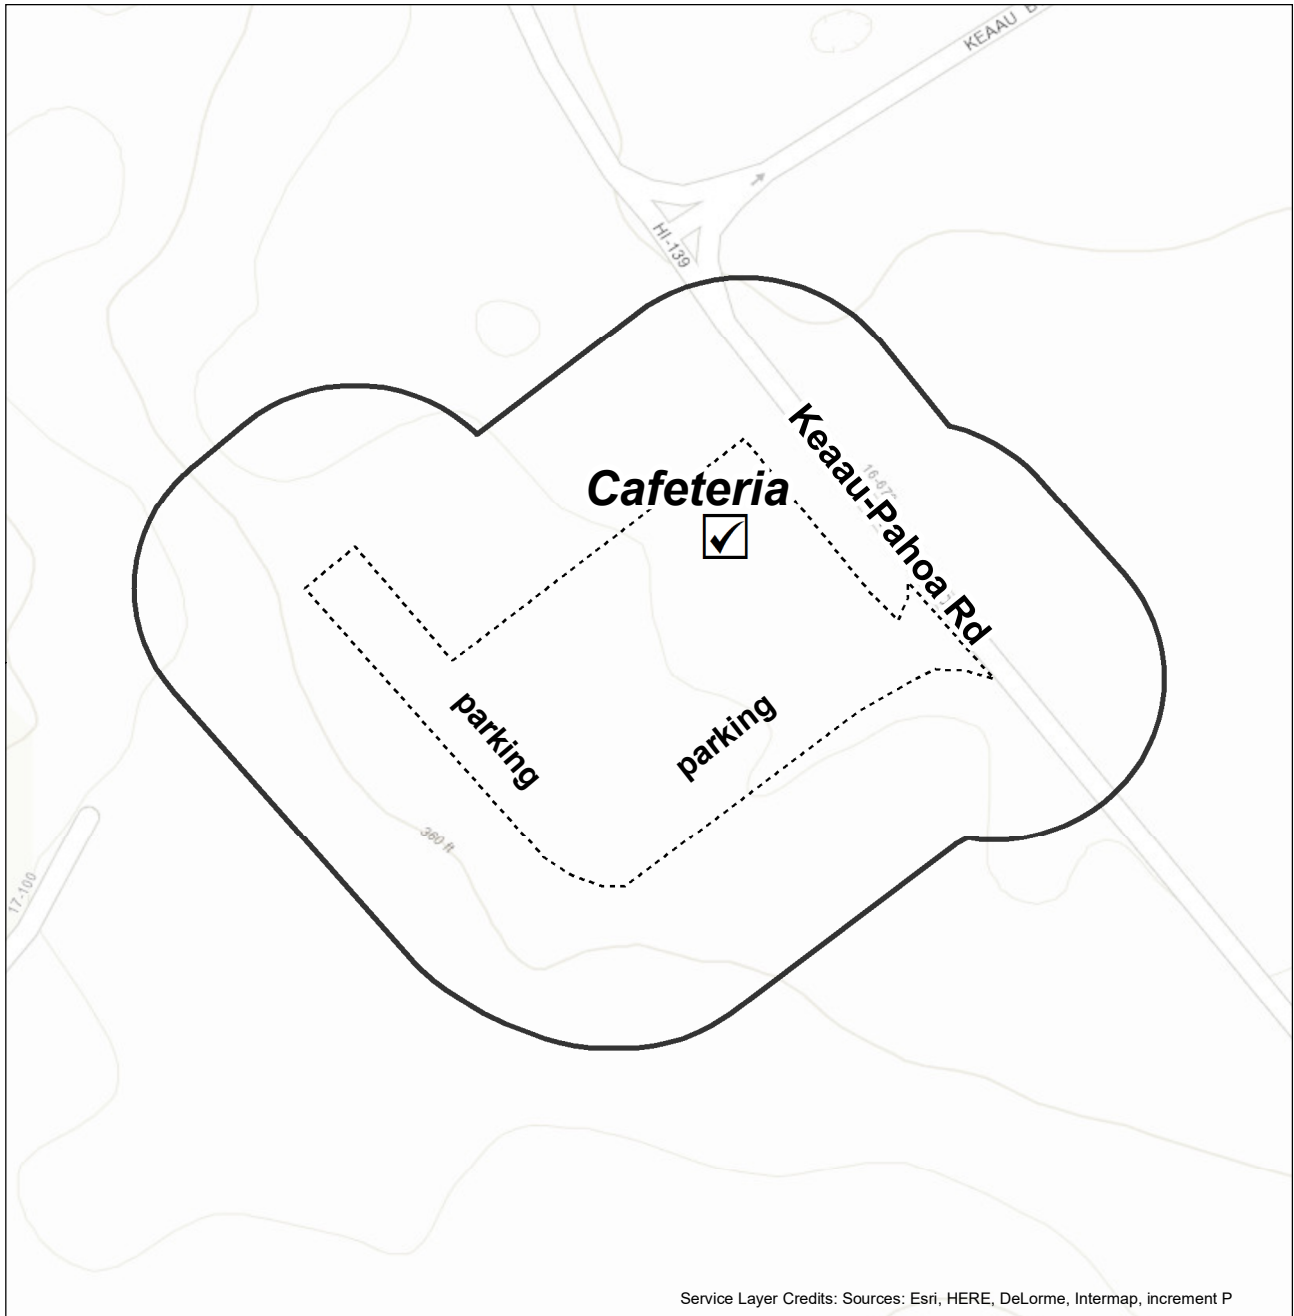 KEAAU
HI-139
Keaau-Pahoa Rd
Cafeteria
parking
parking
360 ft
17-100
Service Layer Credits: Sources: Esri, HERE, DeLorme, Intermap, increment P